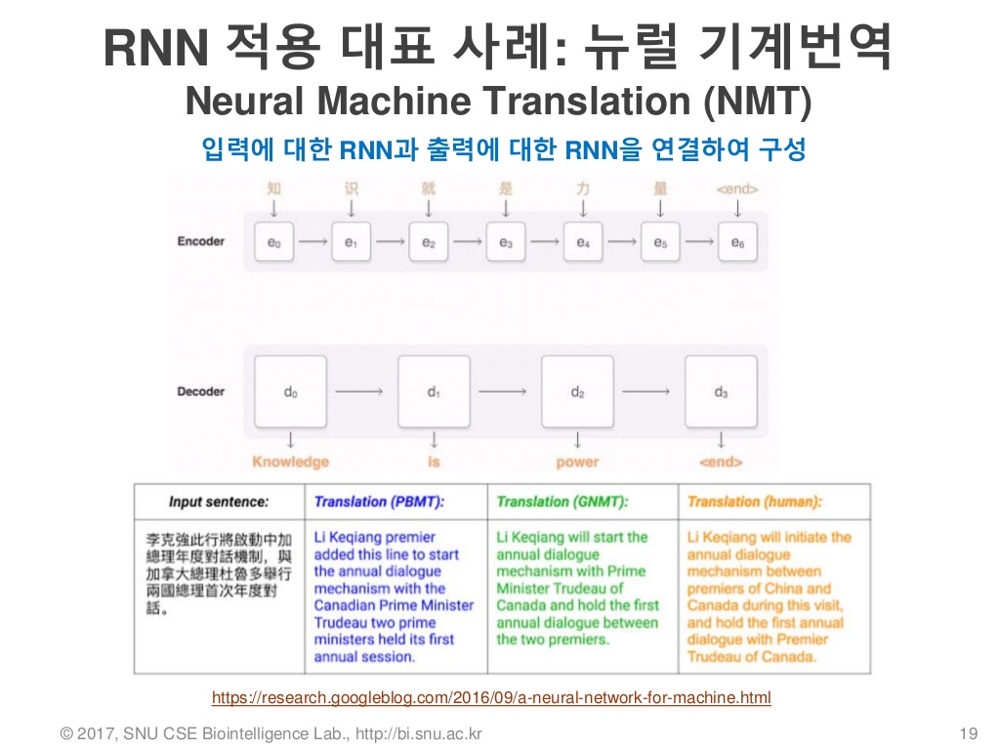 RNN 적용 대표 사례: 뉴럴 기계번역
Neural Machine Translation (NMT)
입력에 대한 RNN과 출력에 대한 RNN을 연결하여 구성
知 识 就 是 力 量 <end>
Encoder e0 e1 e2 e3 e4 e5 e6
Decoder d0 d1 d2 d3
Knowledge is power <end>
Input sentence:
李克強此行將啟動中加
總理年度對話機制，與
加拿大總理杜魯多舉行
兩國總理首次年度對
話。
Translation (PBMT):
Li Keqiang premier
added this line to start
the annual dialogue
mechanism with the
Canadian Prime Minister
Trudeau two prime
ministers held its first
annual session.
Translation (GNMT):
Li Keqiang will start the
annual dialogue
mechanism with Prime
Minister Trudeau of
Canada and hold the first
annual dialogue between
the two premiers.
Translation (human):
Li Keqiang will initiate the
annual dialogue
mechanism between
premiers of China and
Canada during this visit,
and hold the first annual
dialogue with Premier
Trudeau of Canada.
https://research.googleblog.com/2016/09/a-neural-network-for-machine.html
© 2017, SNU CSE Biointelligence Lab., http://bi.snu.ac.kr
19